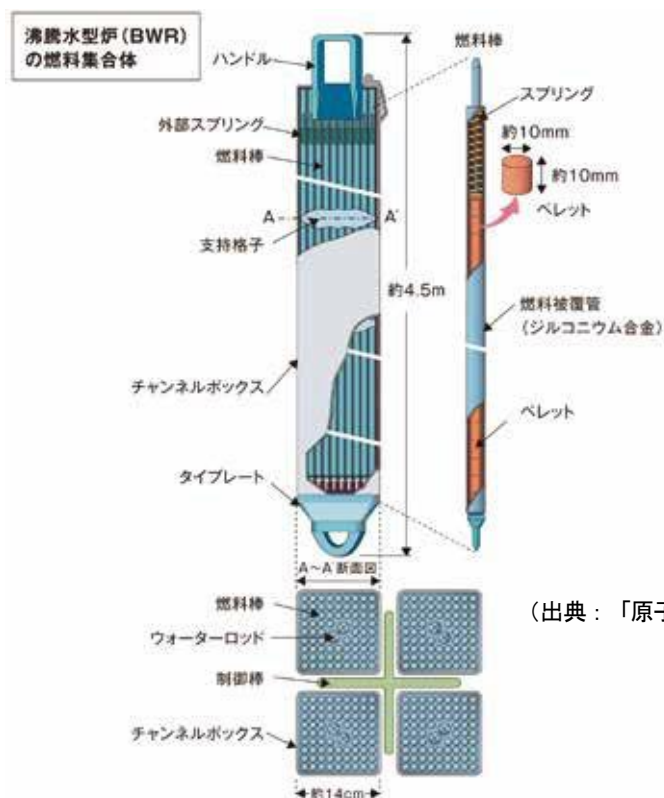 沸騰水型炉(BWR)
の燃料集合体
ハンドル
外部スプリング
燃料棒
A
A´
支持格子
約4.5m
チャンネルボックス
タイプレート
燃料棒
スプリング
約10mm
約10mm
ペレット
燃料被覆管
(ジルコニウム合金)
ペレット
A~A´断面図
燃料棒
ウォーターロッド
制御棒
チャンネルボックス
約14cm
(出典:「原子